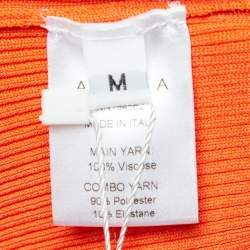 A M A
MADE IN ITALY
MAIN YARN
100% Viscose
COMBO YARN
90% Polyester
10% Elastane